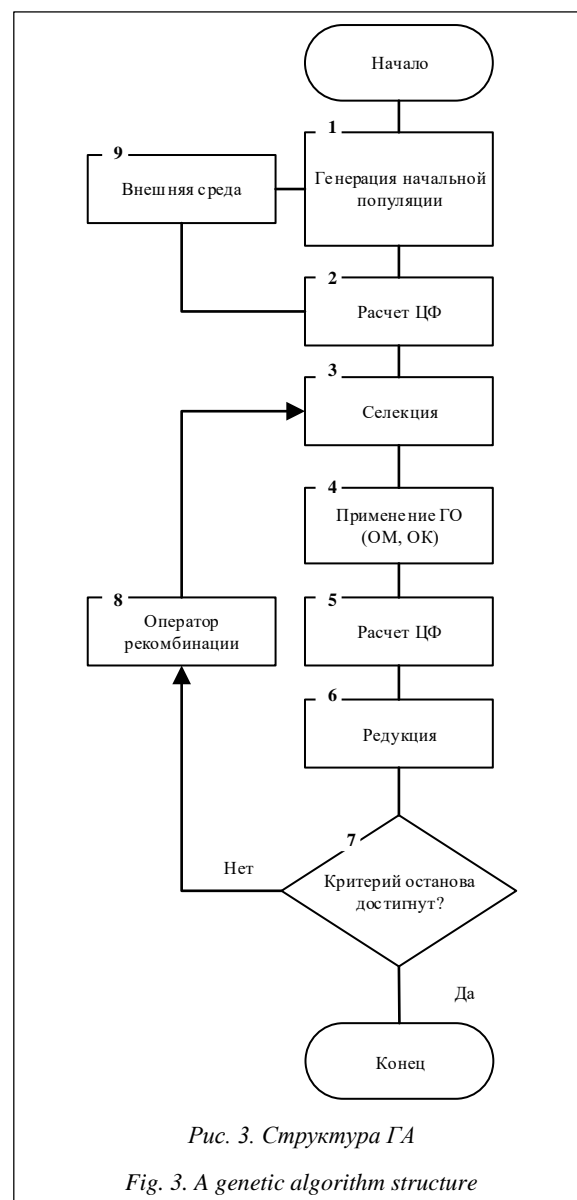 Начало
1
Генерация начальной
популяции
9
Внешняя среда
2
Расчет ЦФ
3
Селекция
4
Применение ГО
(ОМ, ОК)
5
Расчет ЦФ
8
Оператор
рекомбинации
6
Редукция
7
Критерий останова
достигнут?
Нет
Да
Конец
Рис. 3. Структура ГА
Fig. 3. A genetic algorithm structure